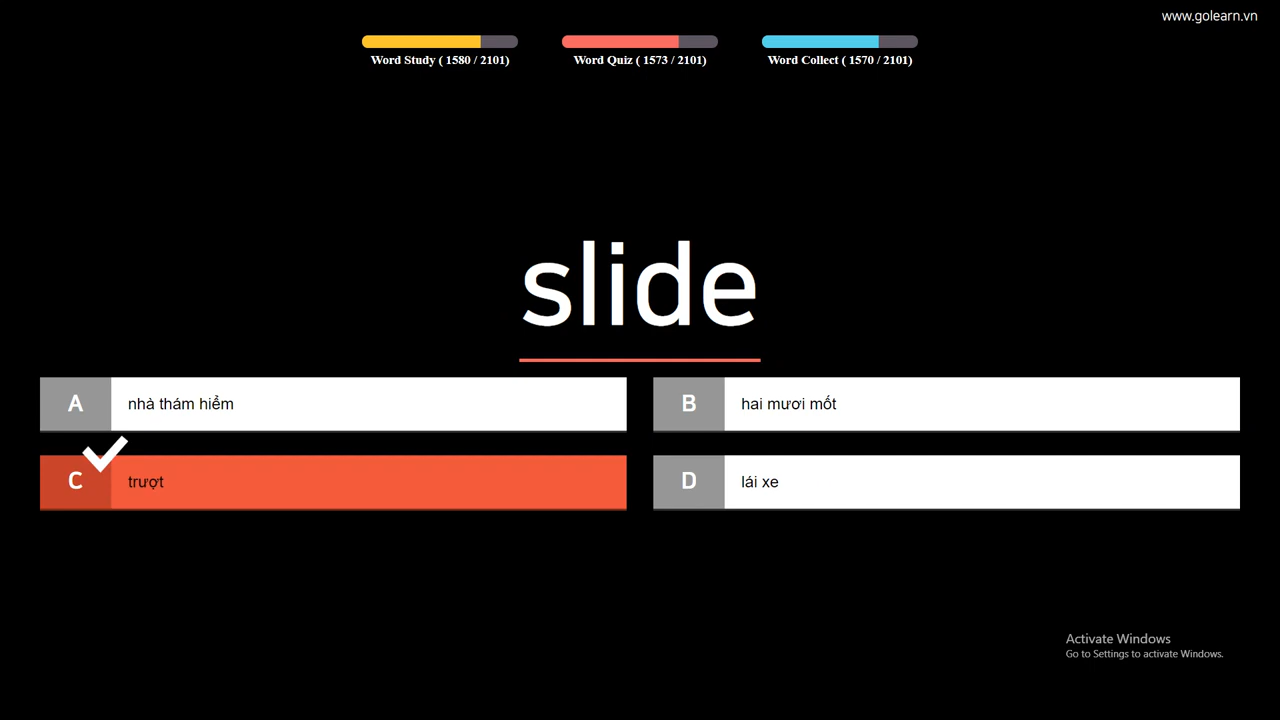 www.golearn.vn
Word Study ( 1580 / 2101)
Word Quiz ( 1573 / 2101)
Word Collect ( 1570 / 2101)
slide
A nhà thám hiểm
B hai mươi mốt
C trượt
D lái xe
Activate Windows
Go to Settings to activate Windows.